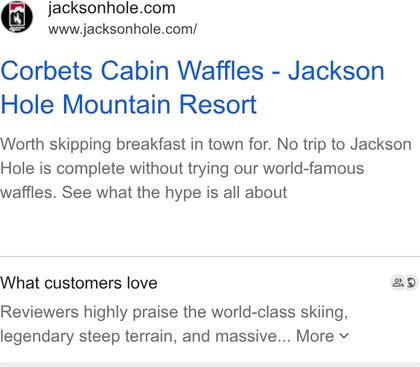 jacksonhole.com
www.jacksonhole.com/
Corbets Cabin Waffles - Jackson
Hole Mountain Resort
Worth skipping breakfast in town for. No trip to Jackson
Hole is complete without trying our world-famous
waffles. See what the hype is all about
What customers love
Reviewers highly praise the world-class skiing,
legendary steep terrain, and massive... More